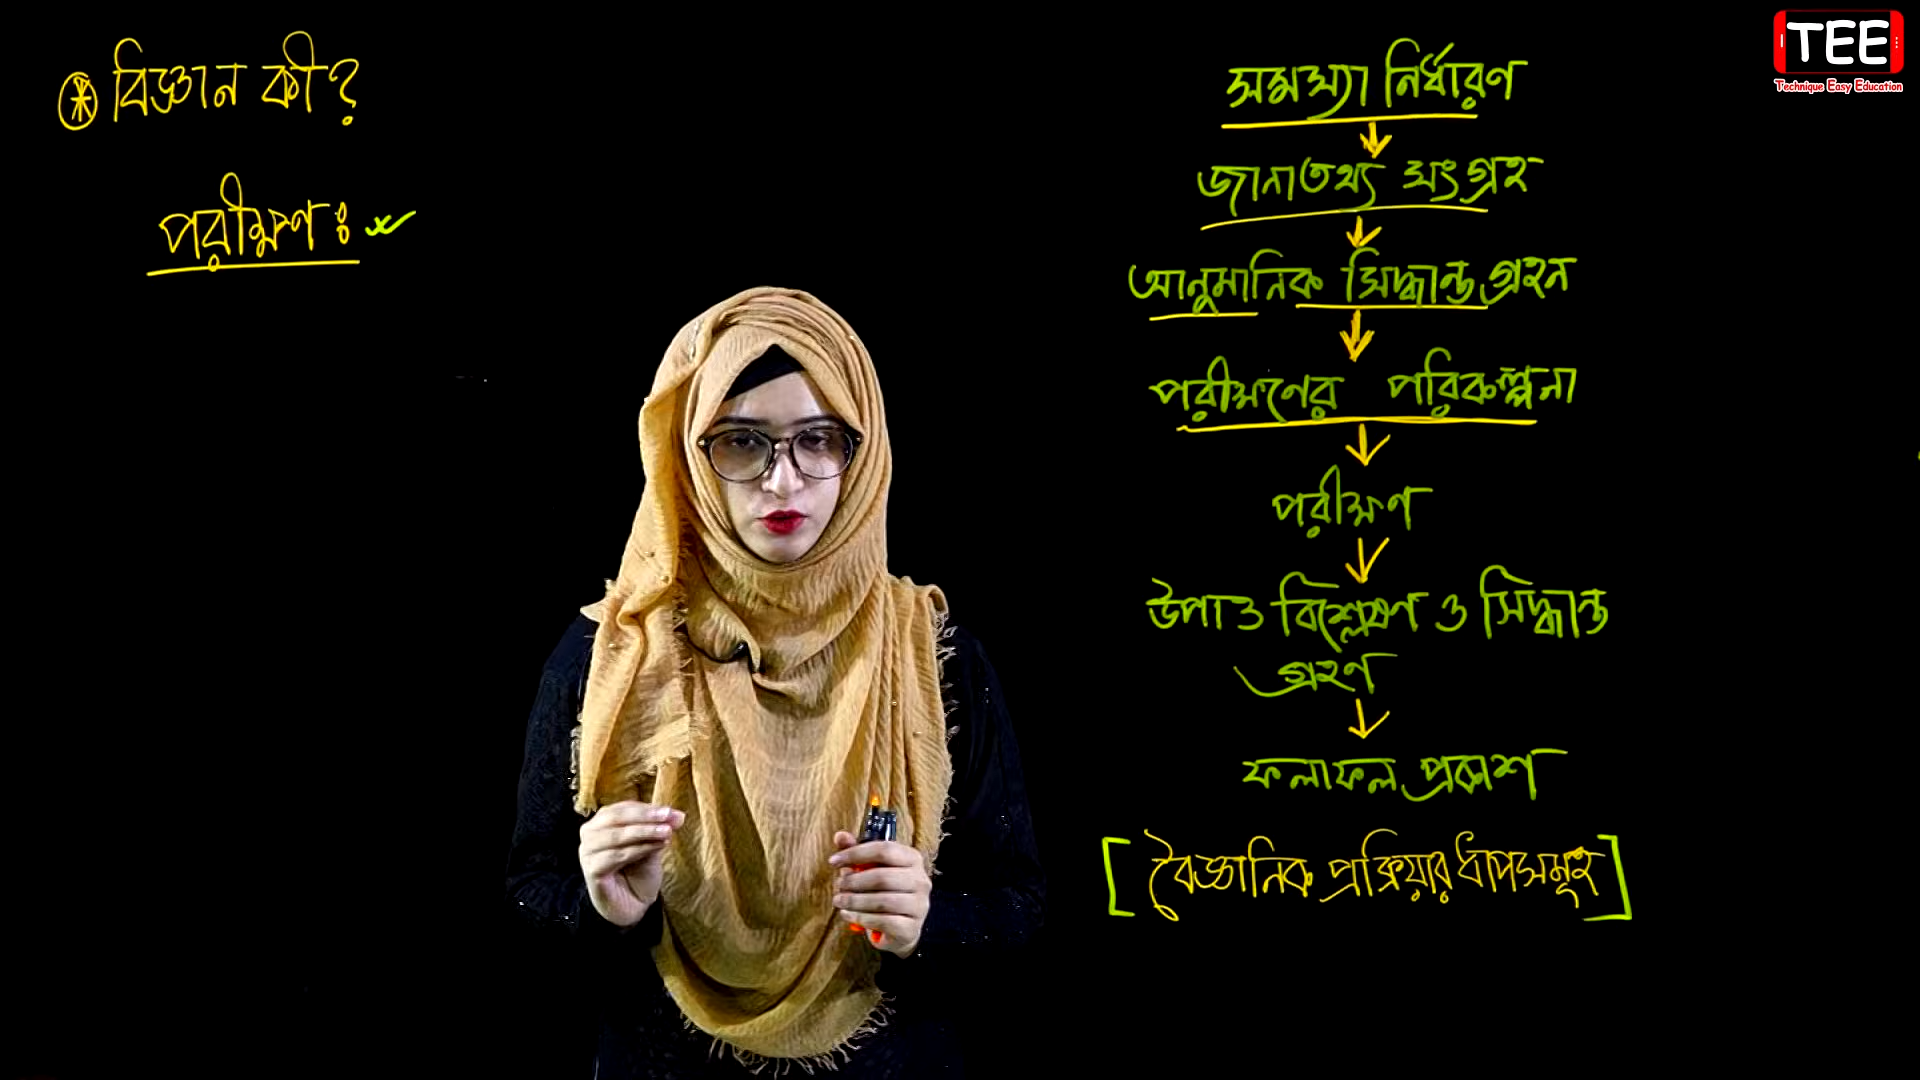 বিজ্ঞান কী?
পরীক্ষণঃ
সমস্যা নির্ধারণ
জানাতথ্য সংগ্রহ
আনুমানিক সিদ্ধান্ত গ্রহন
পরীক্ষণের পরিকল্পনা
পরীক্ষণ
উপাত্ত বিশ্লেষণ ও সিদ্ধান্ত
গ্রহণ
ফলাফল প্রকাশ
[বৈজ্ঞানিক প্রক্রিয়ার ধাপসমূহ]
TEE
Technique Easy Education